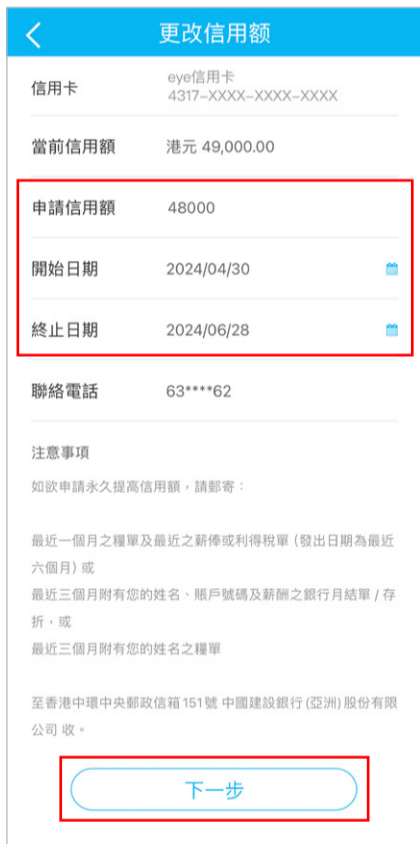 更改信用額
信用卡 eye信用卡
4317-XXXX-XXXX-XXXX
當前信用額 港元 49,000.00
申請信用額 48000
開始日期 2024/04/30
終止日期 2024/06/28
聯絡電話 63****62
注意事項
如欲申請永久提高信用額，請郵寄：
最近一個月之糧單及最近之薪俸或利得稅單 (發出日期為最近
六個月) 或
最近三個月附有您的姓名、賬戶號碼及薪酬之銀行月結單 / 存
折，或
最近三個月附有您的姓名之糧單
至香港中環中央郵政信箱151號 中國建設銀行 (亞洲) 股份有限
公司 收。
下一步